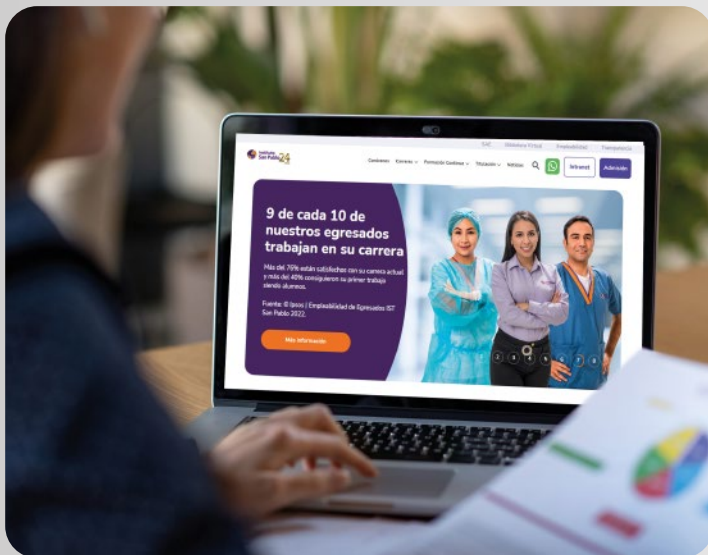 SAE Biblioteca Virtual Empleabilidad Transparencia
Instituto
San Pablo 24
Conócenos Carreras Formación Continua Titulación Noticias Intranet Admisión
9 de cada 10 de
nuestros egresados
trabajan en su carrera
Más del 75% están satisfechos con su carrera actual
y más del 40% consiguieron su primer trabajo
siendo alumnos.
Fuente: © Ipsos | Empleabilidad de Egresados IST
San Pablo 2022.
Más información